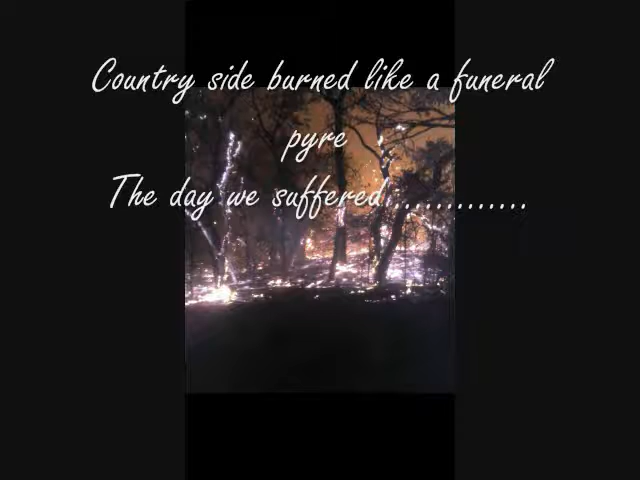 Country side burned like a funeral
pyre
The day we suffered..............